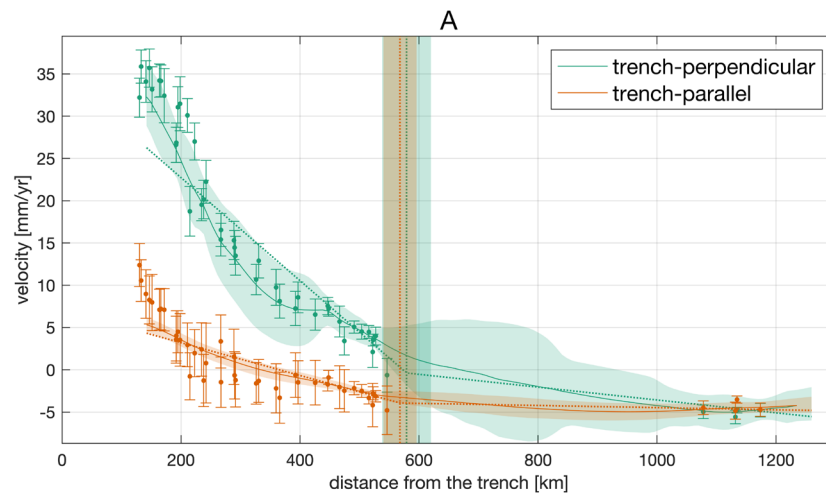 A
trench-perpendicular
trench-parallel
35
30
25
20
15
10
5
0
-5
velocity [mm/yr]
0 200 400 600 800 1000 1200
distance from the trench [km]